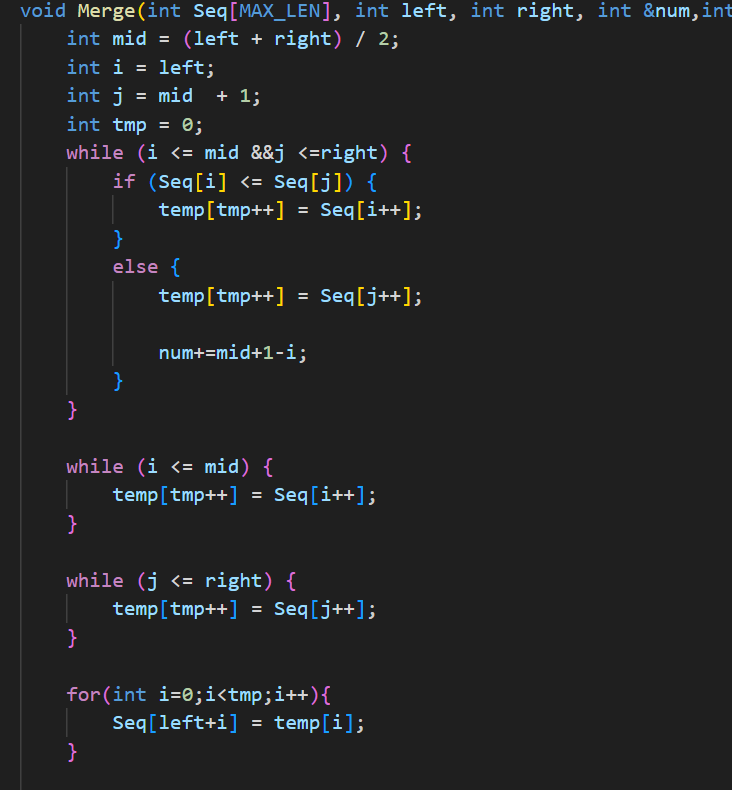 void Merge(int Seq[MAX_LEN], int left, int right, int &num,int
int mid = (left + right) / 2;
int i = left;
int j = mid  + 1;
int tmp = 0;
while (i <= mid &&j <=right) {
if (Seq[i] <= Seq[j]) {
temp[tmp++] = Seq[i++];
}
else {
temp[tmp++] = Seq[j++];
num+=mid+1-i;
}
}
while (i <= mid) {
temp[tmp++] = Seq[i++];
}
while (j <= right) {
temp[tmp++] = Seq[j++];
}
for(int i=0;i<tmp;i++){
Seq[left+i] = temp[i];
}